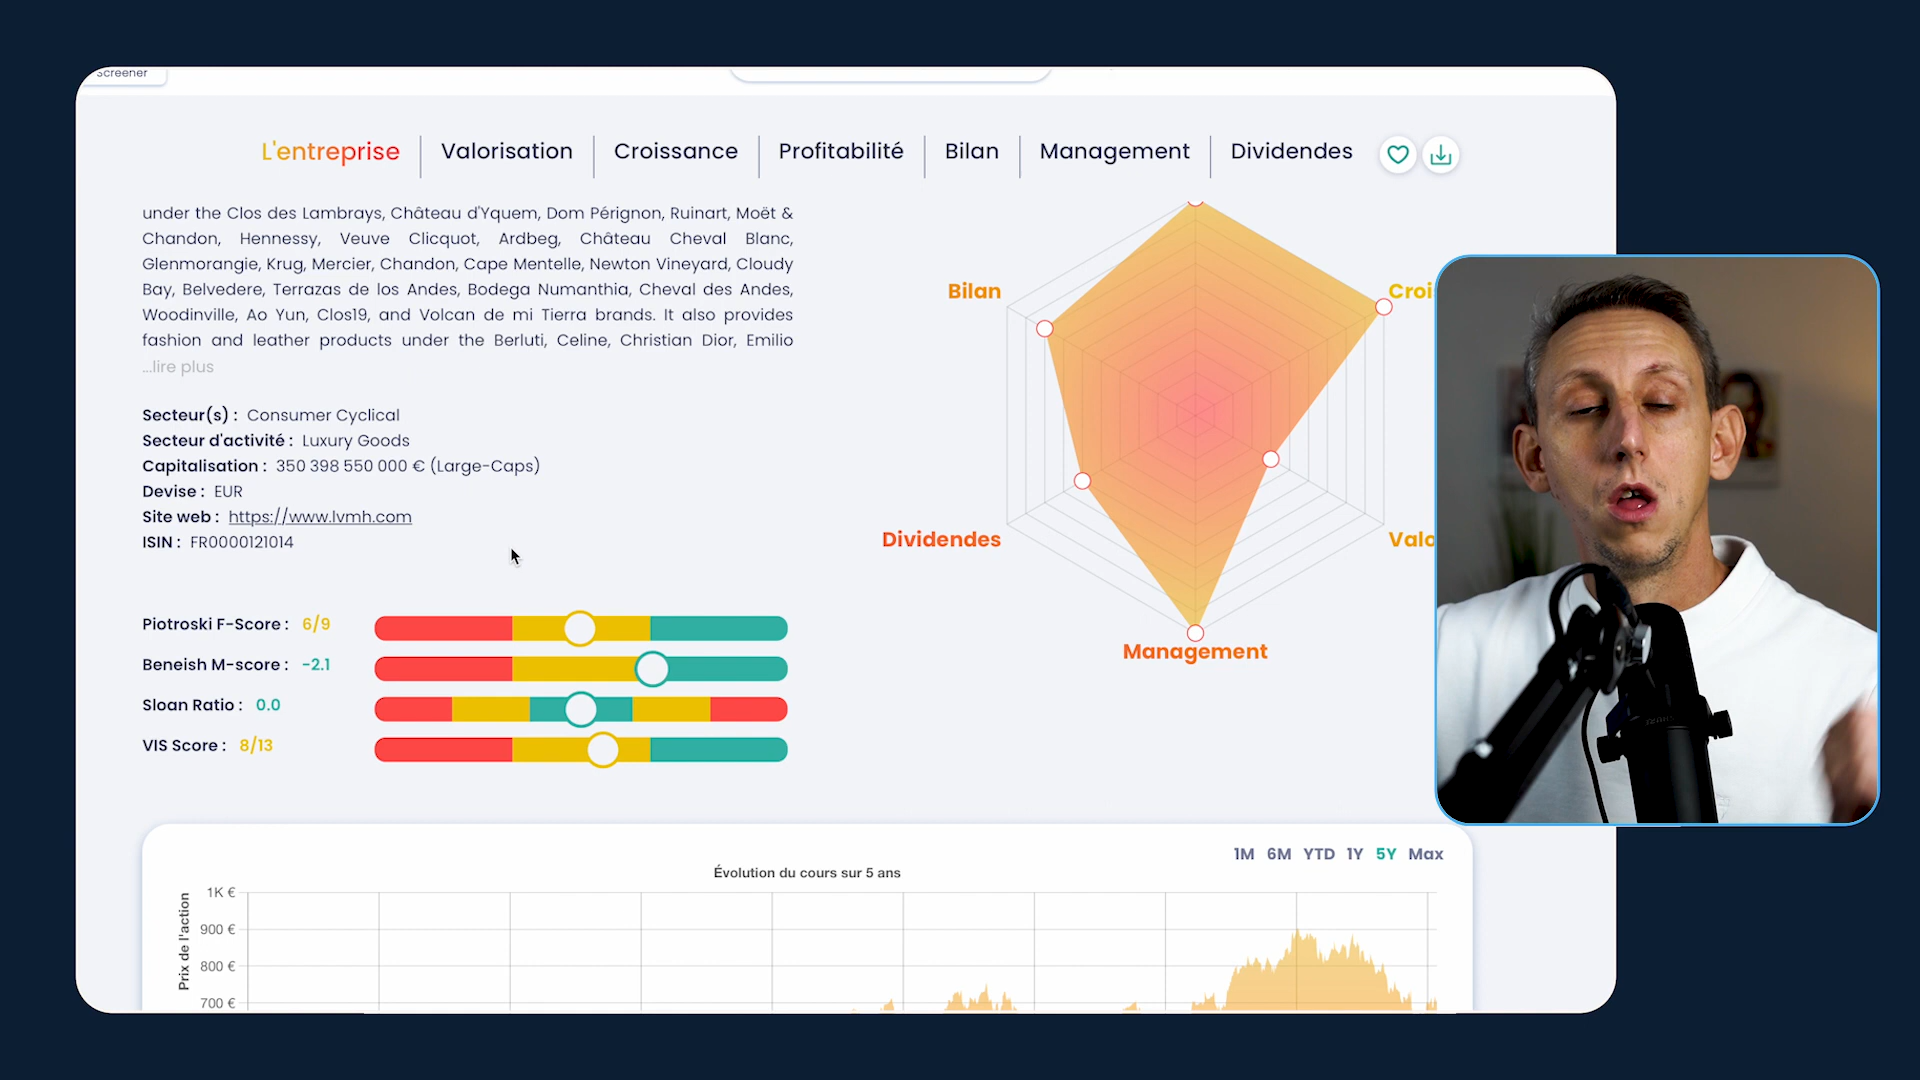 Screener
L'entreprise
Valorisation
Croissance
Profitabilité
Bilan
Management
Dividendes
under the Clos des Lambrays, Château d'Yquem, Dom Pérignon, Ruinart, Moët &
Chandon, Hennessy, Veuve Clicquot, Ardbeg, Château Cheval Blanc,
Glenmorangie, Krug, Mercier, Chandon, Cape Mentelle, Newton Vineyard, Cloudy
Bay, Belvedere, Terrazas de los Andes, Bodega Numanthia, Cheval des Andes,
Woodinville, Ao Yun, Clos19, and Volcan de mi Tierra brands. It also provides
fashion and leather products under the Berluti, Celine, Christian Dior, Emilio
...lire plus
Secteur(s) : Consumer Cyclical
Secteur d'activité : Luxury Goods
Capitalisation : 350 398 550 000 € (Large-Caps)
Devise : EUR
Site web : https://www.lvmh.com
ISIN : FR0000121014
Piotroski F-Score : 6/9
Beneish M-score : -2.1
Sloan Ratio : 0.0
VIS Score : 8/13
Bilan
Croi
Dividendes
Valo
Management
1M 6M YTD 1Y 5Y Max
Évolution du cours sur 5 ans
Prix de l'action
1K €
900 €
800 €
700 €